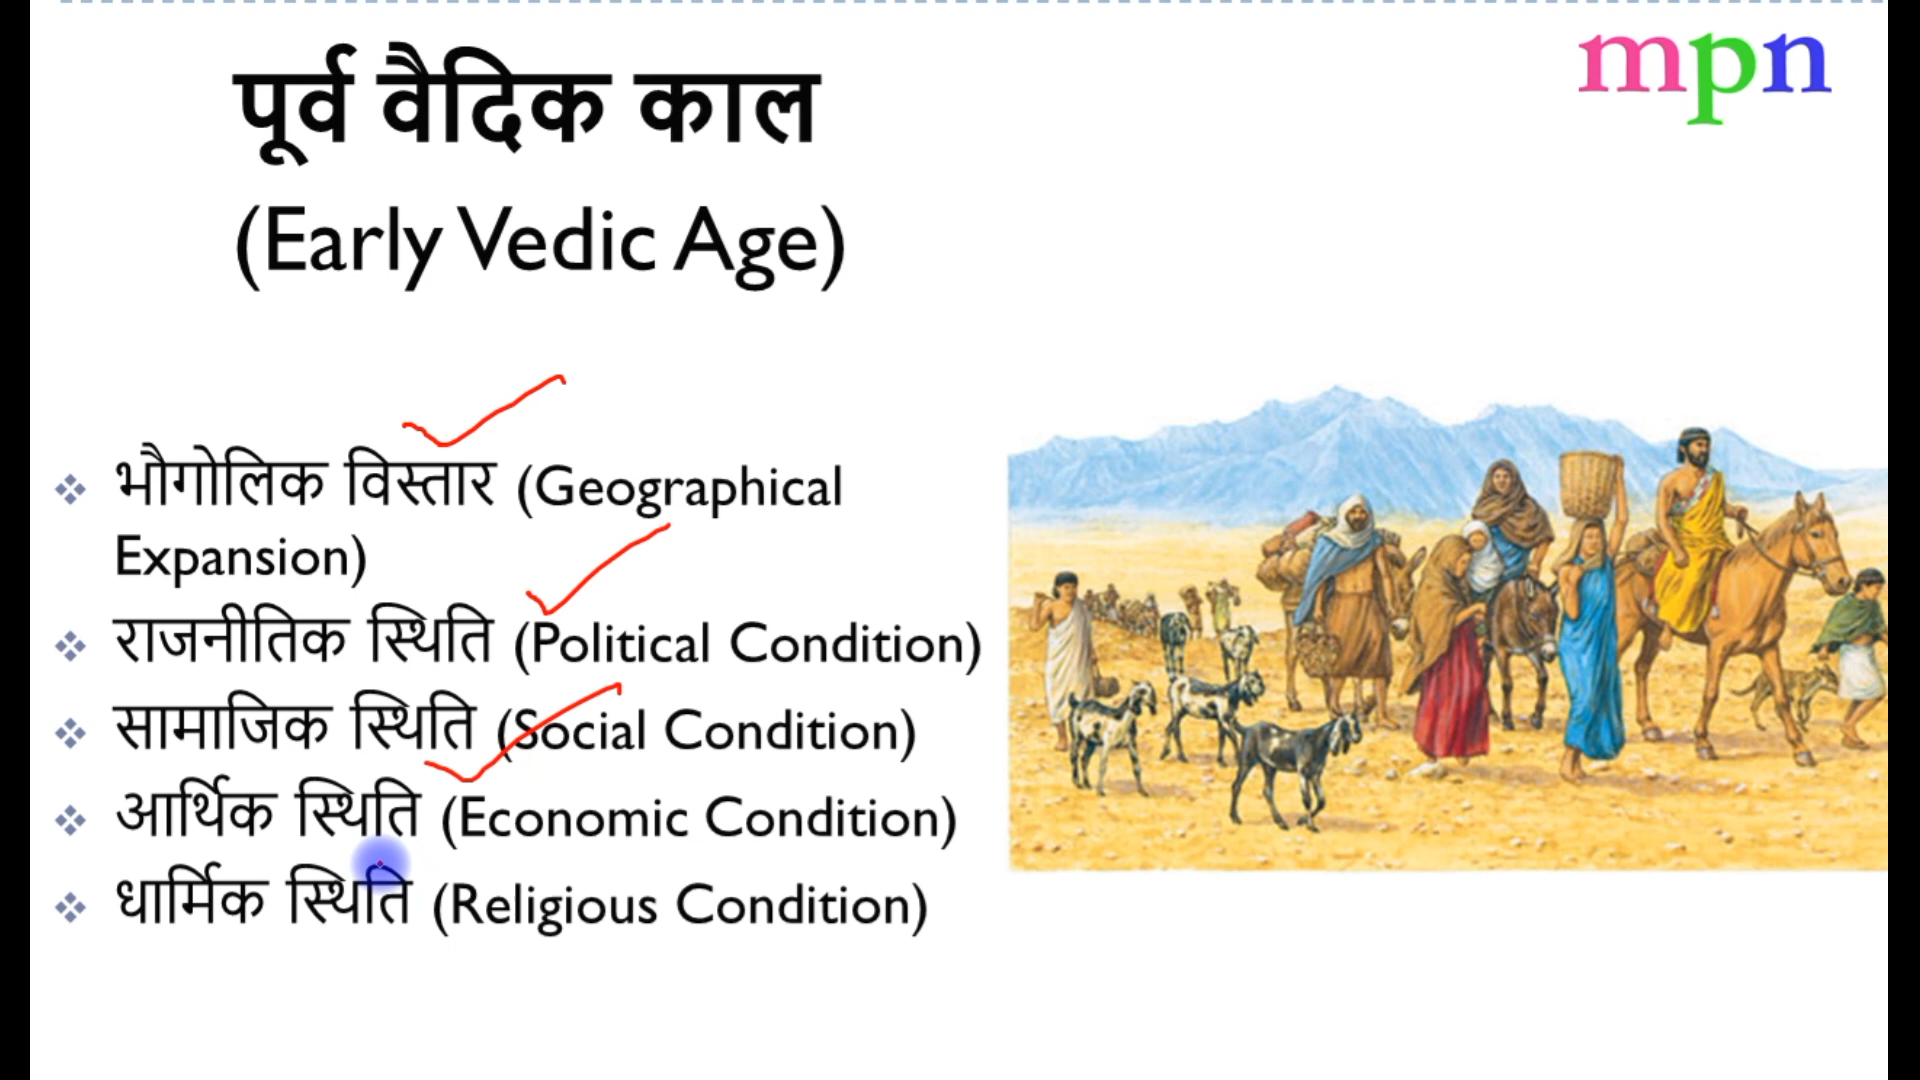 mpn
पूर्व वैदिक काल
(Early Vedic Age)
भौगोलिक विस्तार (Geographical
Expansion)
राजनीतिक स्थिति (Political Condition)
सामाजिक स्थिति (Social Condition)
आर्थिक स्थिति (Economic Condition)
धार्मिक स्थिति (Religious Condition)